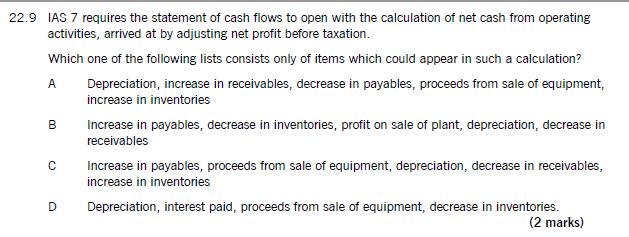 22.9 IAS 7 requires the statement of cash flows to open with the calculation of net cash from operating
activities, arrived at by adjusting net profit before taxation.
Which one of the following lists consists only of items which could appear in such a calculation?
A Depreciation, increase in receivables, decrease in payables, proceeds from sale of equipment,
increase in inventories
B Increase in payables, decrease in inventories, profit on sale of plant, depreciation, decrease in
receivables
C Increase in payables, proceeds from sale of equipment, depreciation, decrease in receivables,
increase in inventories
D Depreciation, interest paid, proceeds from sale of equipment, decrease in inventories.
(2 marks)